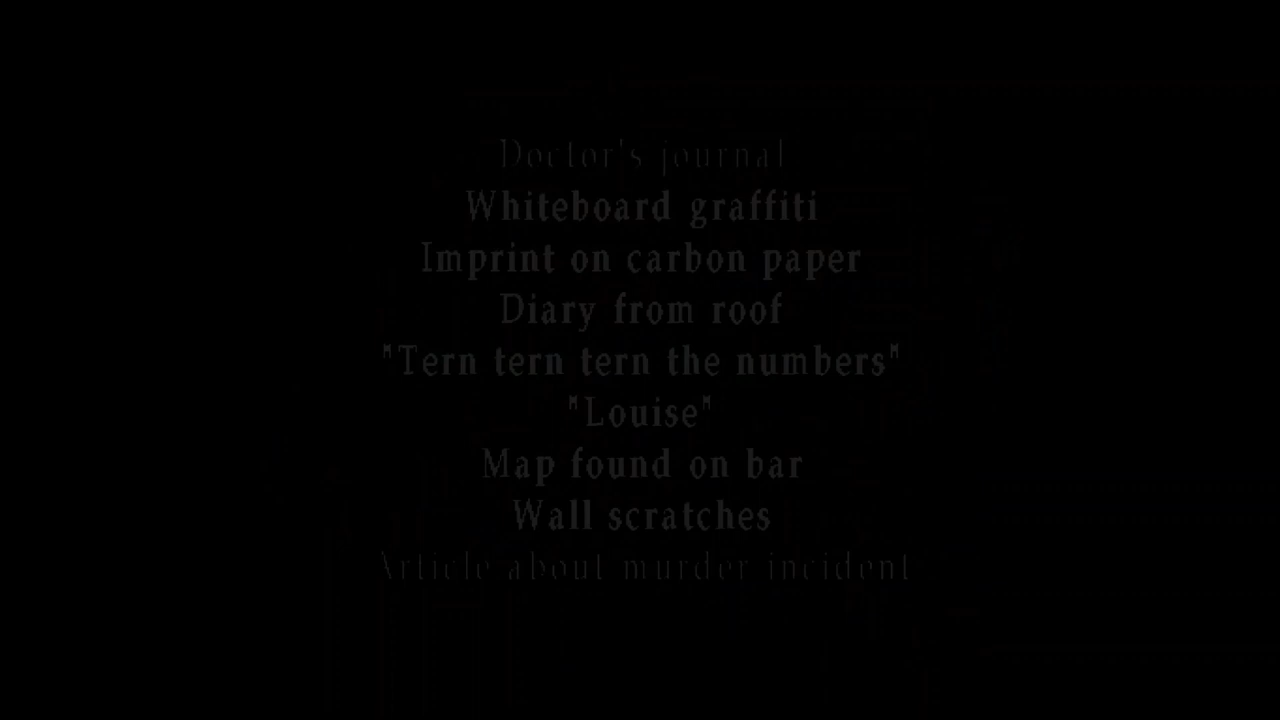 Doctor's journal
Whiteboard graffiti
Imprint on carbon paper
Diary from roof
"Tern tern tern the numbers"
"Louise"
Map found on bar
Wall scratches
Article about murder incident